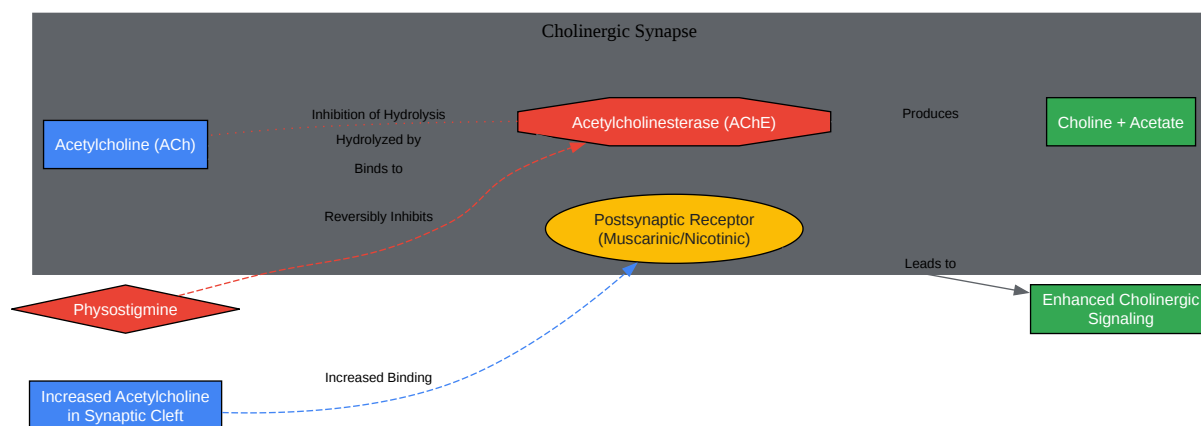 Cholinergic Synapse
Acetylcholine (ACh)
Inhibition of Hydrolysis
Hydrolyzed by
Binds to
Reversibly Inhibits
Acetylcholinesterase (AChE)
Produces
Choline + Acetate
Postsynaptic Receptor
(Muscarinic/Nicotinic)
Leads to
Enhanced Cholinergic
Signaling
Physostigmine
Increased Binding
Increased Acetylcholine
in Synaptic Cleft